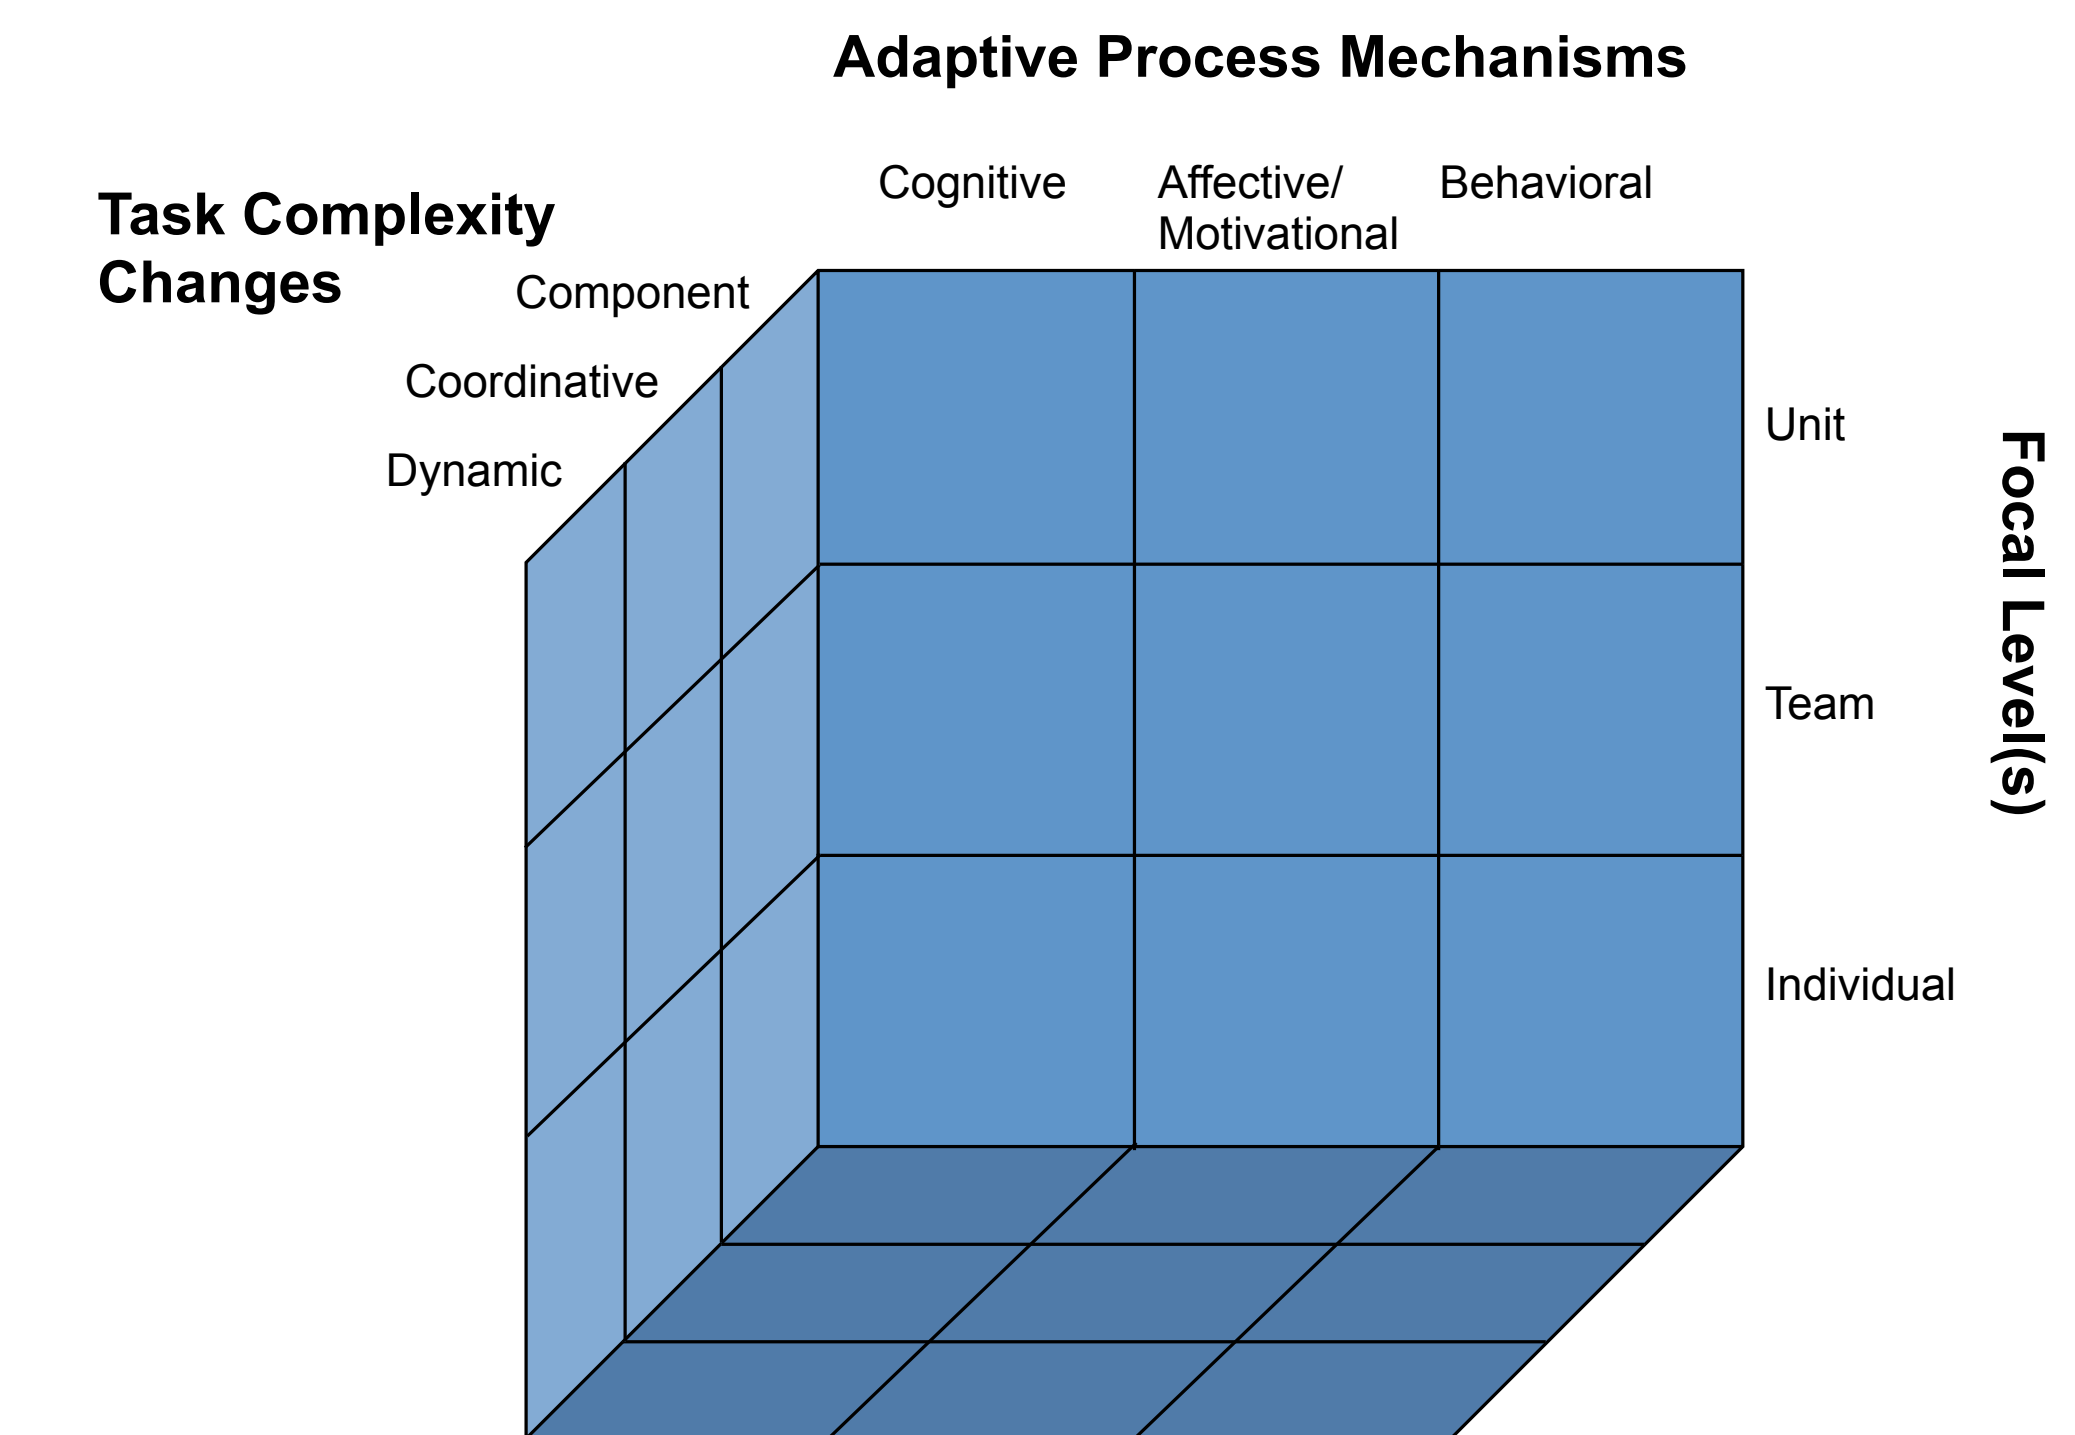 Adaptive Process Mechanisms
Task Complexity
Changes
Cognitive
Affective/
Motivational
Behavioral
Component
Coordinative
Dynamic
Unit
Team
Individual
Focal Level(s)